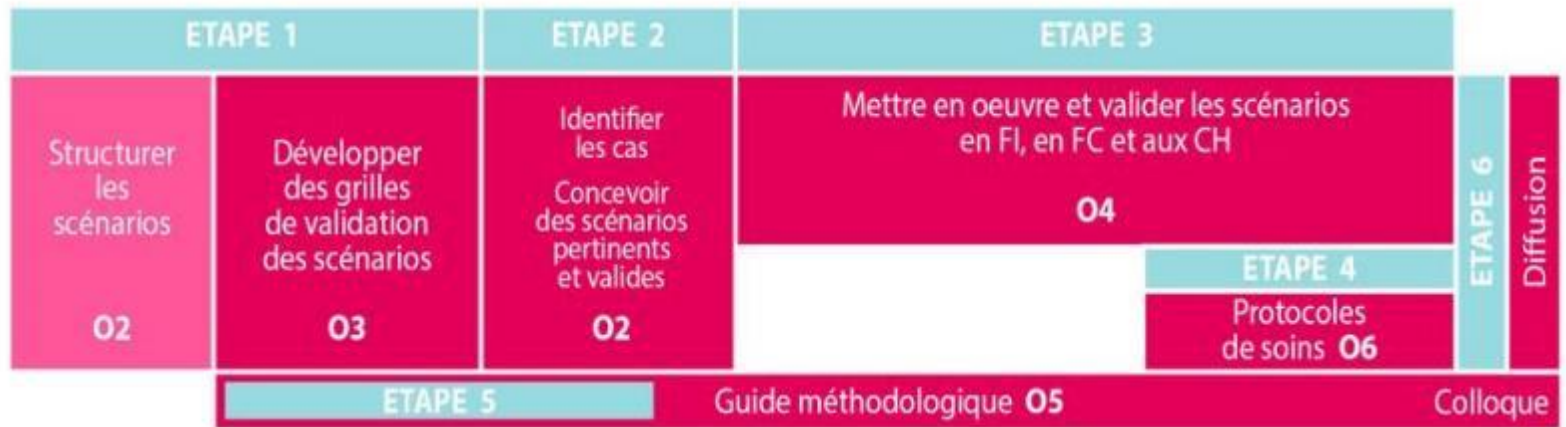 ETAPE 1
ETAPE 2
ETAPE 3
Structurer
les
scénarios
O2
Développer
des grilles
de validation
des scénarios
O3
Identifier
les cas
Concevoir
des scénarios
pertinents
et valides
O2
Mettre en oeuvre et valider les scénarios
en FI, en FC et aux CH
O4
ETAPE 4
Protocoles
de soins O6
ETAPE 6
Diffusion
ETAPE 5
Guide méthodologique O5
Colloque